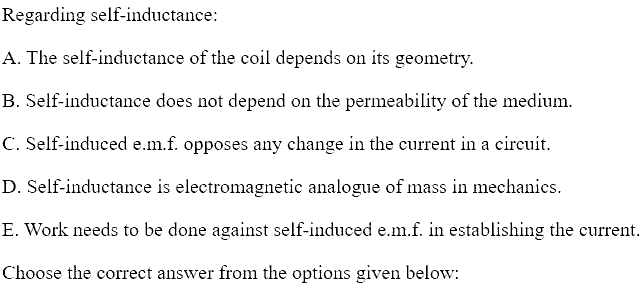 Regarding self-inductance:
A. The self-inductance of the coil depends on its geometry.
B. Self-inductance does not depend on the permeability of the medium.
C. Self-induced e.m.f. opposes any change in the current in a circuit.
D. Self-inductance is electromagnetic analogue of mass in mechanics.
E. Work needs to be done against self-induced e.m.f. in establishing the current.
Choose the correct answer from the options given below: